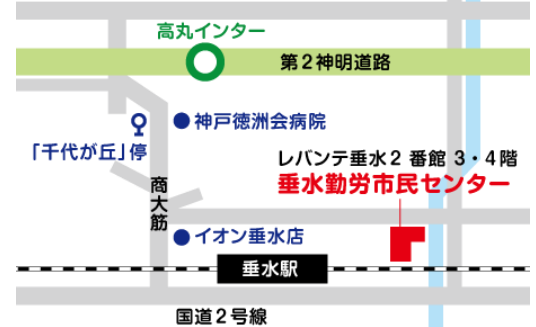 高丸インター
第2神明道路
神戸徳洲会病院
「千代が丘」停
レバンテ垂水2 番館 3・4階
垂水勤労市民センター
商大筋
イオン垂水店
垂水駅
国道2号線